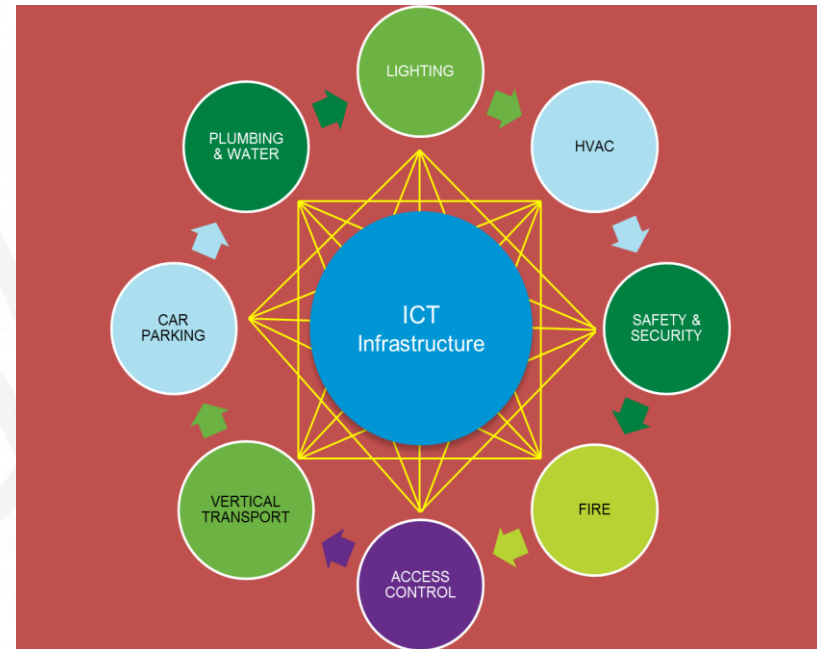 LIGHTING
HVAC
SAFETY &
SECURITY
FIRE
ACCESS
CONTROL
VERTICAL
TRANSPORT
CAR
PARKING
PLUMBING
& WATER
ICT
Infrastructure